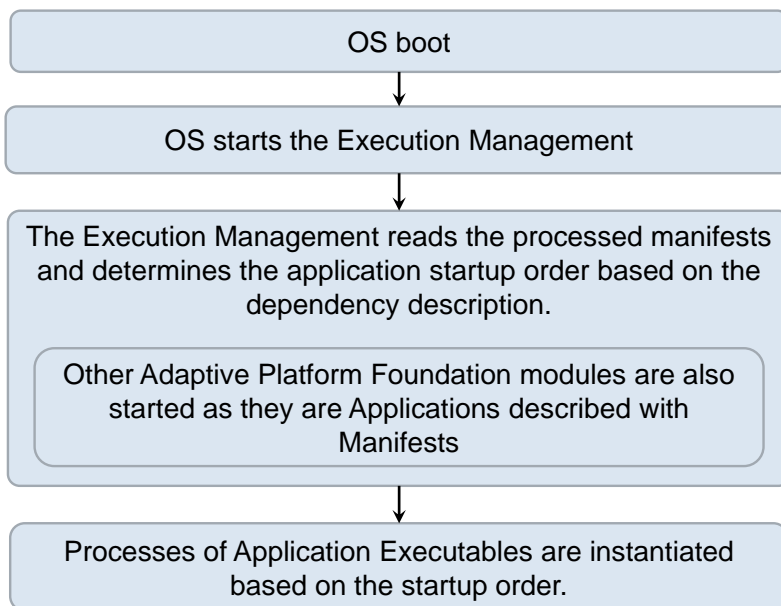 OS boot
OS starts the Execution Management
The Execution Management reads the processed manifests
and determines the application startup order based on the
dependency description.
Other Adaptive Platform Foundation modules are also
started as they are Applications described with
Manifests
Processes of Application Executables are instantiated
based on the startup order.